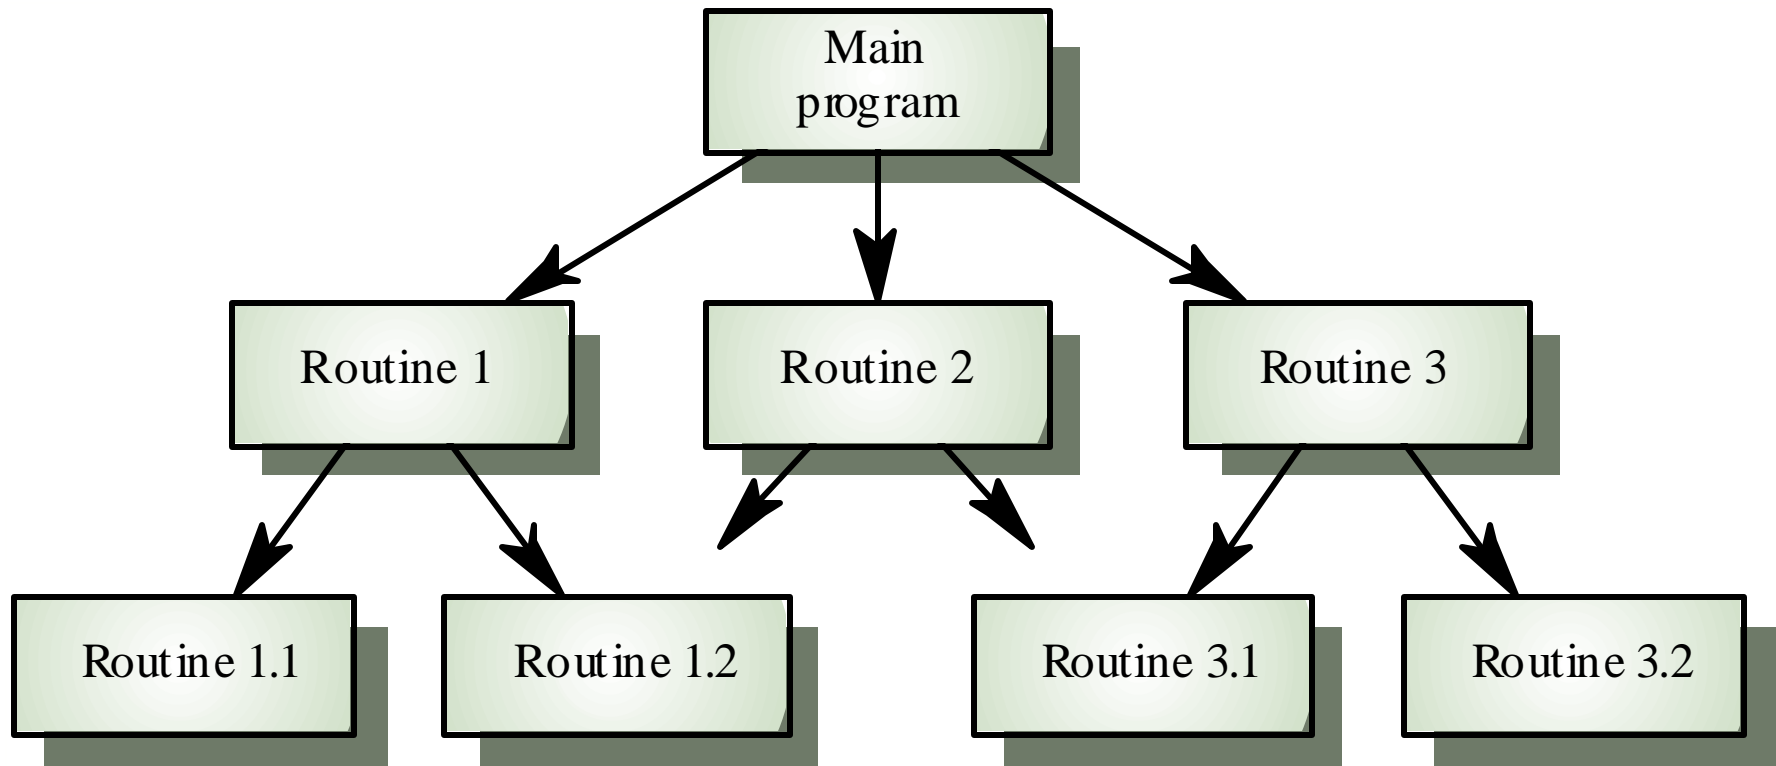 Main
program
Routine 1
Routine 2
Routine 3
Routine 1.1
Routine 1.2
Routine 3.1
Routine 3.2